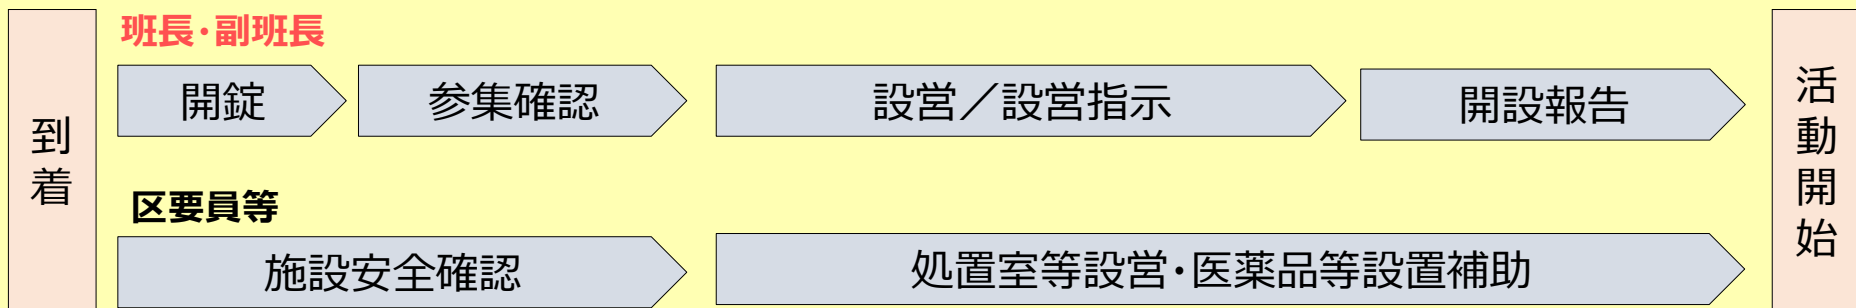 到着
班長・副班長
開錠
参集確認
設営／設営指示
開設報告
区要員等
施設安全確認
処置室等設営・医薬品等設置補助
活動開始